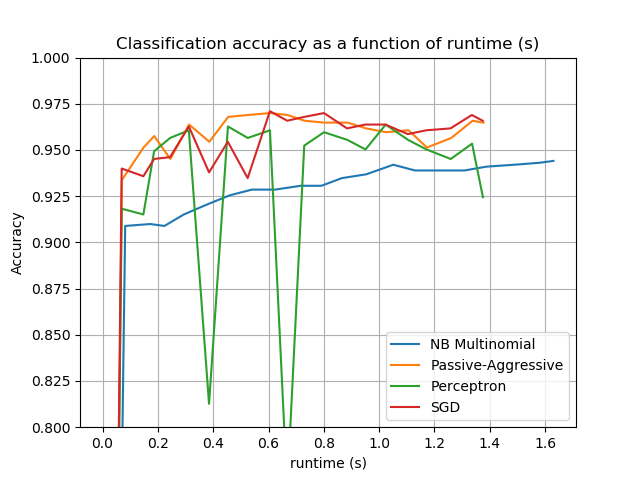 Classification accuracy as a function of runtime (s)
1.000
0.975
0.950
0.925
0.900
0.875
0.850
0.825
0.800
Accuracy
NB Multinomial
Passive-Aggressive
Perceptron
SGD
0.0 0.2 0.4 0.6 0.8 1.0 1.2 1.4 1.6
runtime (s)